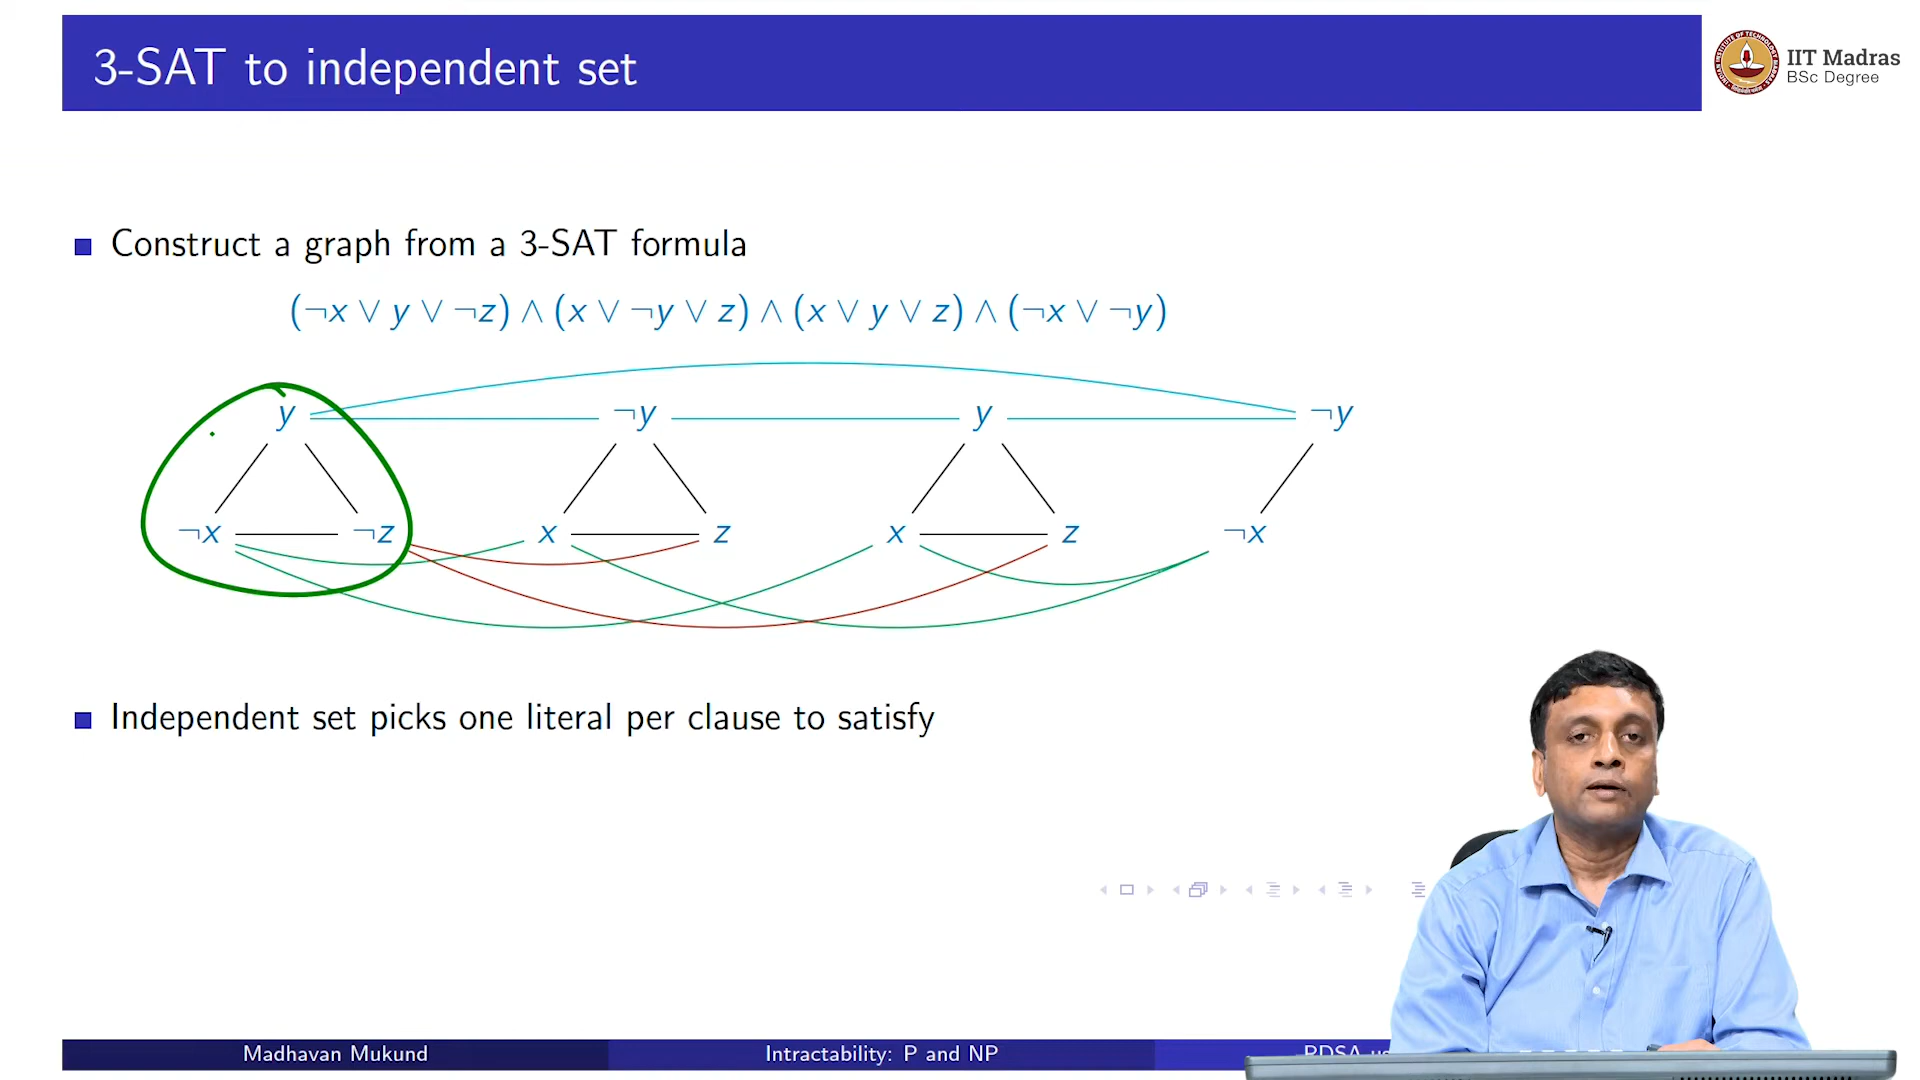 3-SAT to independent set
IIT Madras
BSc Degree
Construct a graph from a 3-SAT formula
(¬x ∨ y ∨ ¬z) ∧ (x ∨ ¬y ∨ z) ∧ (x ∨ y ∨ z) ∧ (¬x ∨ ¬y)
y ¬y y ¬y
¬x ¬z x z x z ¬x
Independent set picks one literal per clause to satisfy
Madhavan Mukund Intractability: P and NP PDSA